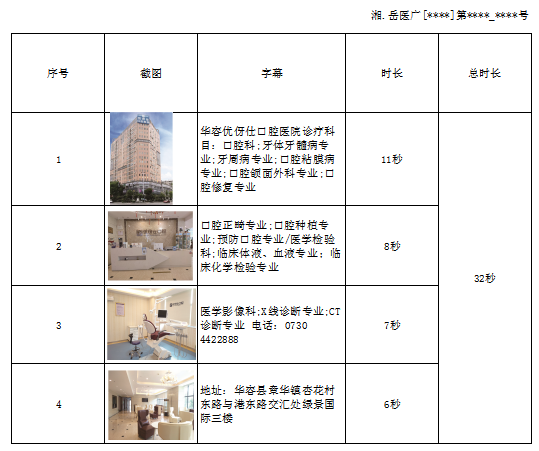 湘.岳医广[****]第****_****号
序号 截图 字幕 时长 总时长
1
华容优伢仕口腔医院诊疗科
目: 口腔科;牙体牙髓病专
业;牙周病专业;口腔粘膜病
专业;口腔颌面外科专业;口
腔修复专业
11秒
2
口腔正畸专业;口腔种植专
业;预防口腔专业/医学检验
科;临床体液、血液专业; 临
床化学检验专业
8秒
32秒
3
医学影像科;X线诊断专业;CT
诊断专业 电话: 0730
4422888
7秒
4
地址: 华容县章华镇杏花村
东路与港东路交汇处绿景国
际三楼
6秒